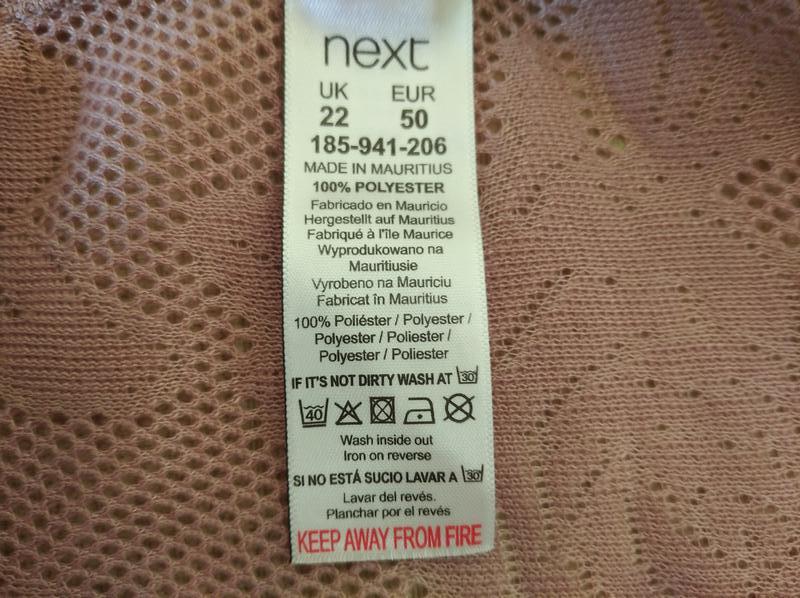 next
UK EUR
22 50
185-941-206
MADE IN MAURITIUS
100% POLYESTER
Fabricado en Mauricio
Hergestellt auf Mauritius
Fabriqué à l'île Maurice
Wyprodukowano na
Mauritiusie
Vyrobeno na Mauriciu
Fabricat în Mauritius
100% Poliéster / Polyester /
Polyester / Poliester /
Polyester / Poliester
IF IT'S NOT DIRTY WASH AT 30
40
Wash inside out
Iron on reverse
SI NO ESTÁ SUCIO LAVAR A 30
Lavar del revés.
Planchar por el revés
KEEP AWAY FROM FIRE